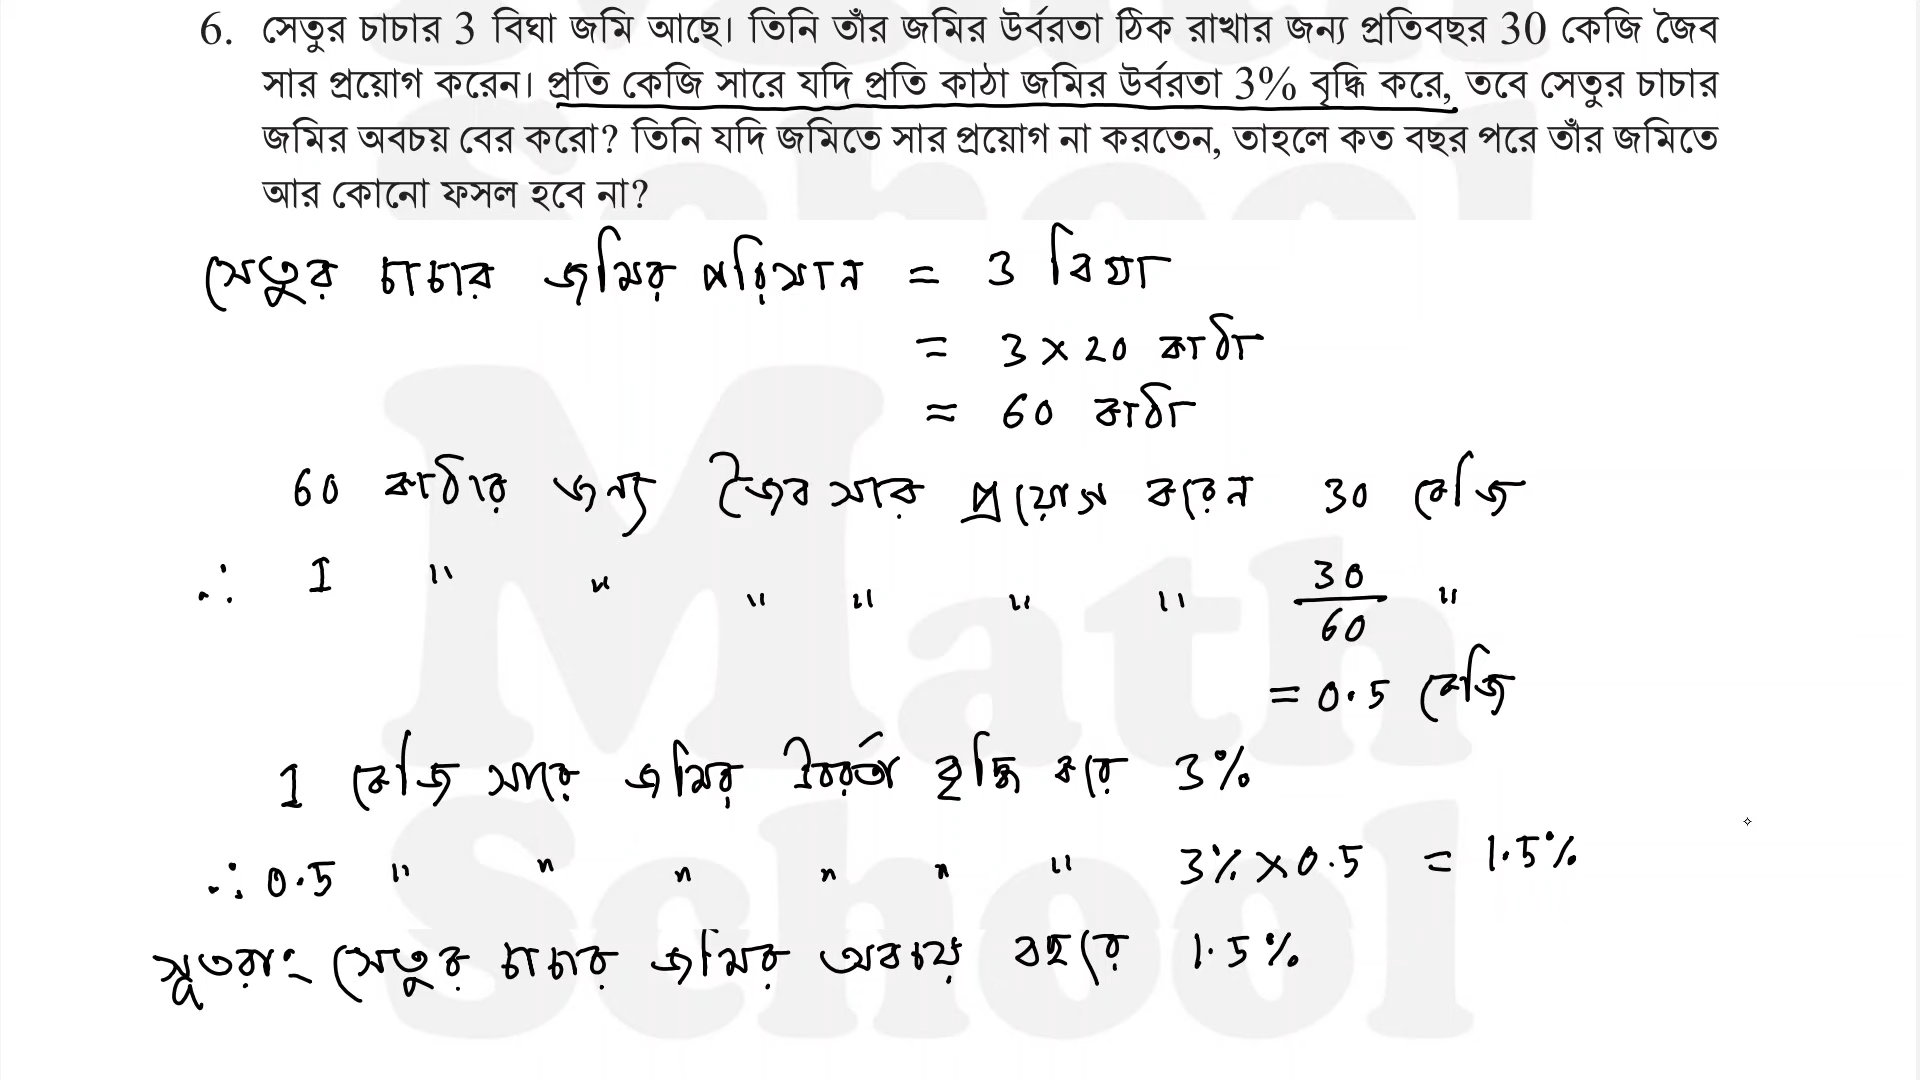 6. সেতুর চাচার 3 বিঘা জমি আছে। তিনি তাঁর জমির উর্বরতা ঠিক রাখার জন্য প্রতিবছর 30 কেজি জৈব
সার প্রয়োগ করেন। প্রতি কেজি সারে যদি প্রতি কাঠা জমির উর্বরতা 3% বৃদ্ধি করে, তবে সেতুর চাচার
জমির অবচয় বের করো? তিনি যদি জমিতে সার প্রয়োগ না করতেন, তাহলে কত বছর পরে তাঁর জমিতে
আর কোনো ফসল হবে না?
সেতুর চাচার জমির পরিমান = 3 বিঘা
= 3 × 20 কাঠা
= 60 কাঠা
60 কাঠার জন্য জৈব সার প্রয়োগ করেন 30 কেজি
∴ 1 " " " " " " 30/60 "
= 0.5 কেজি
1 কেজি সারে জমির উর্বরতা বৃদ্ধি করে 3%
∴ 0.5 " " " " " " 3% × 0.5 = 1.5%
সুতরাং সেতুর চাচার জমির অবচয় বছরে 1.5%
Math
School